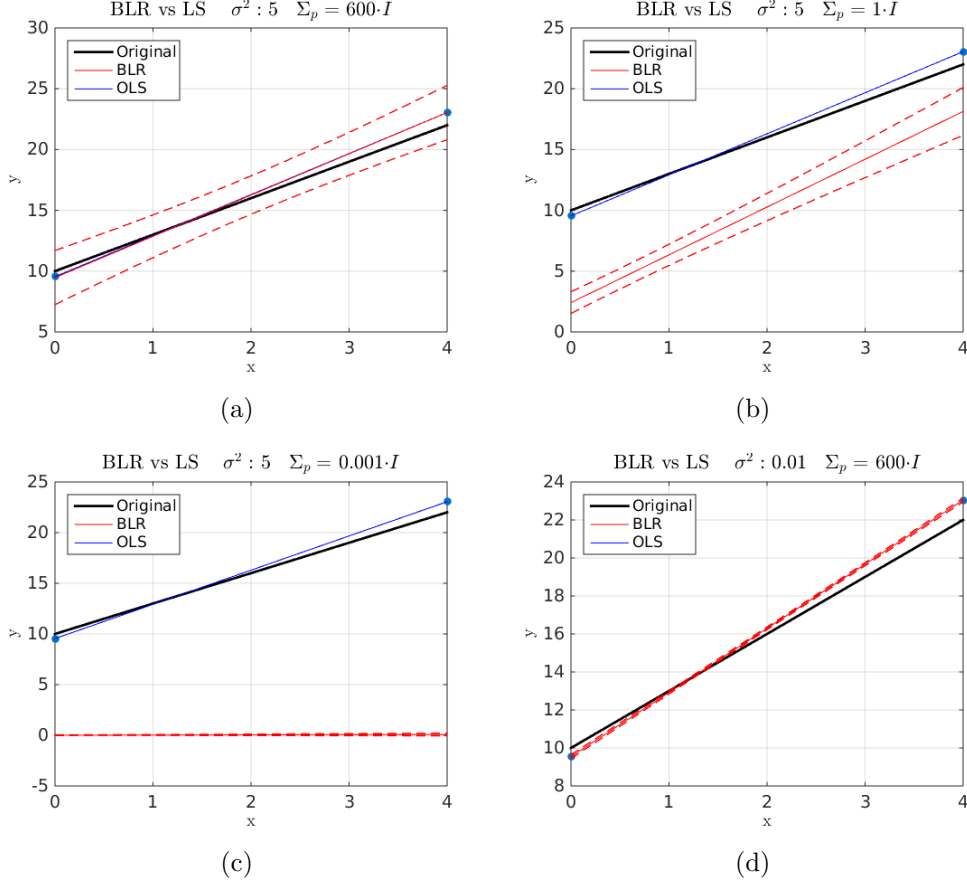 BLR vs LS σ² : 5 Σₚ = 600·I
30
25
20
15
10
5
y
Original
BLR
OLS
0 1 2 3 4
x
(a)
BLR vs LS σ² : 5 Σₚ = 1·I
25
20
15
10
5
0
y
Original
BLR
OLS
0 1 2 3 4
x
(b)
BLR vs LS σ² : 5 Σₚ = 0.001·I
25
20
15
10
5
0
-5
y
Original
BLR
OLS
0 1 2 3 4
x
(c)
BLR vs LS σ² : 0.01 Σₚ = 600·I
24
22
20
18
16
14
12
10
8
y
Original
BLR
OLS
0 1 2 3 4
x
(d)